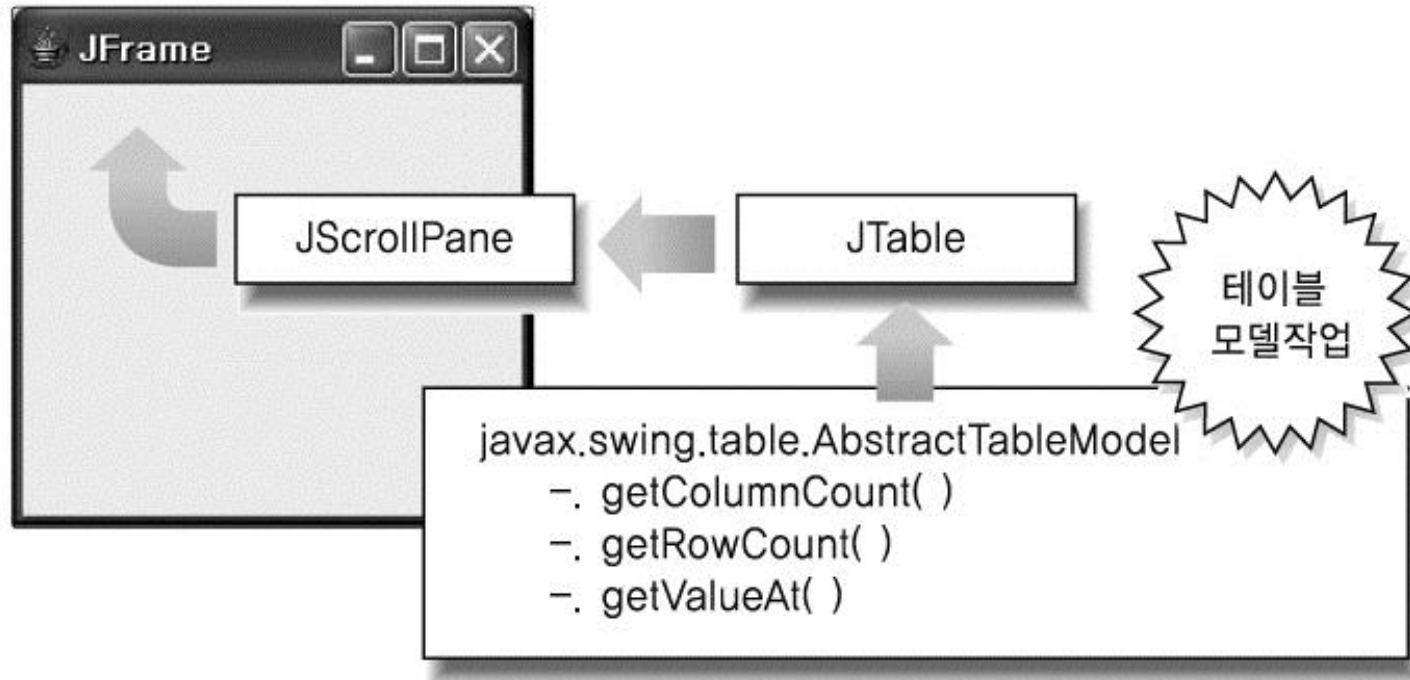 JFrame
JScrollPane
JTable
테이블
모델작업
javax.swing.table.AbstractTableModel
-. getColumnCount( )
-. getRowCount( )
-. getValueAt( )